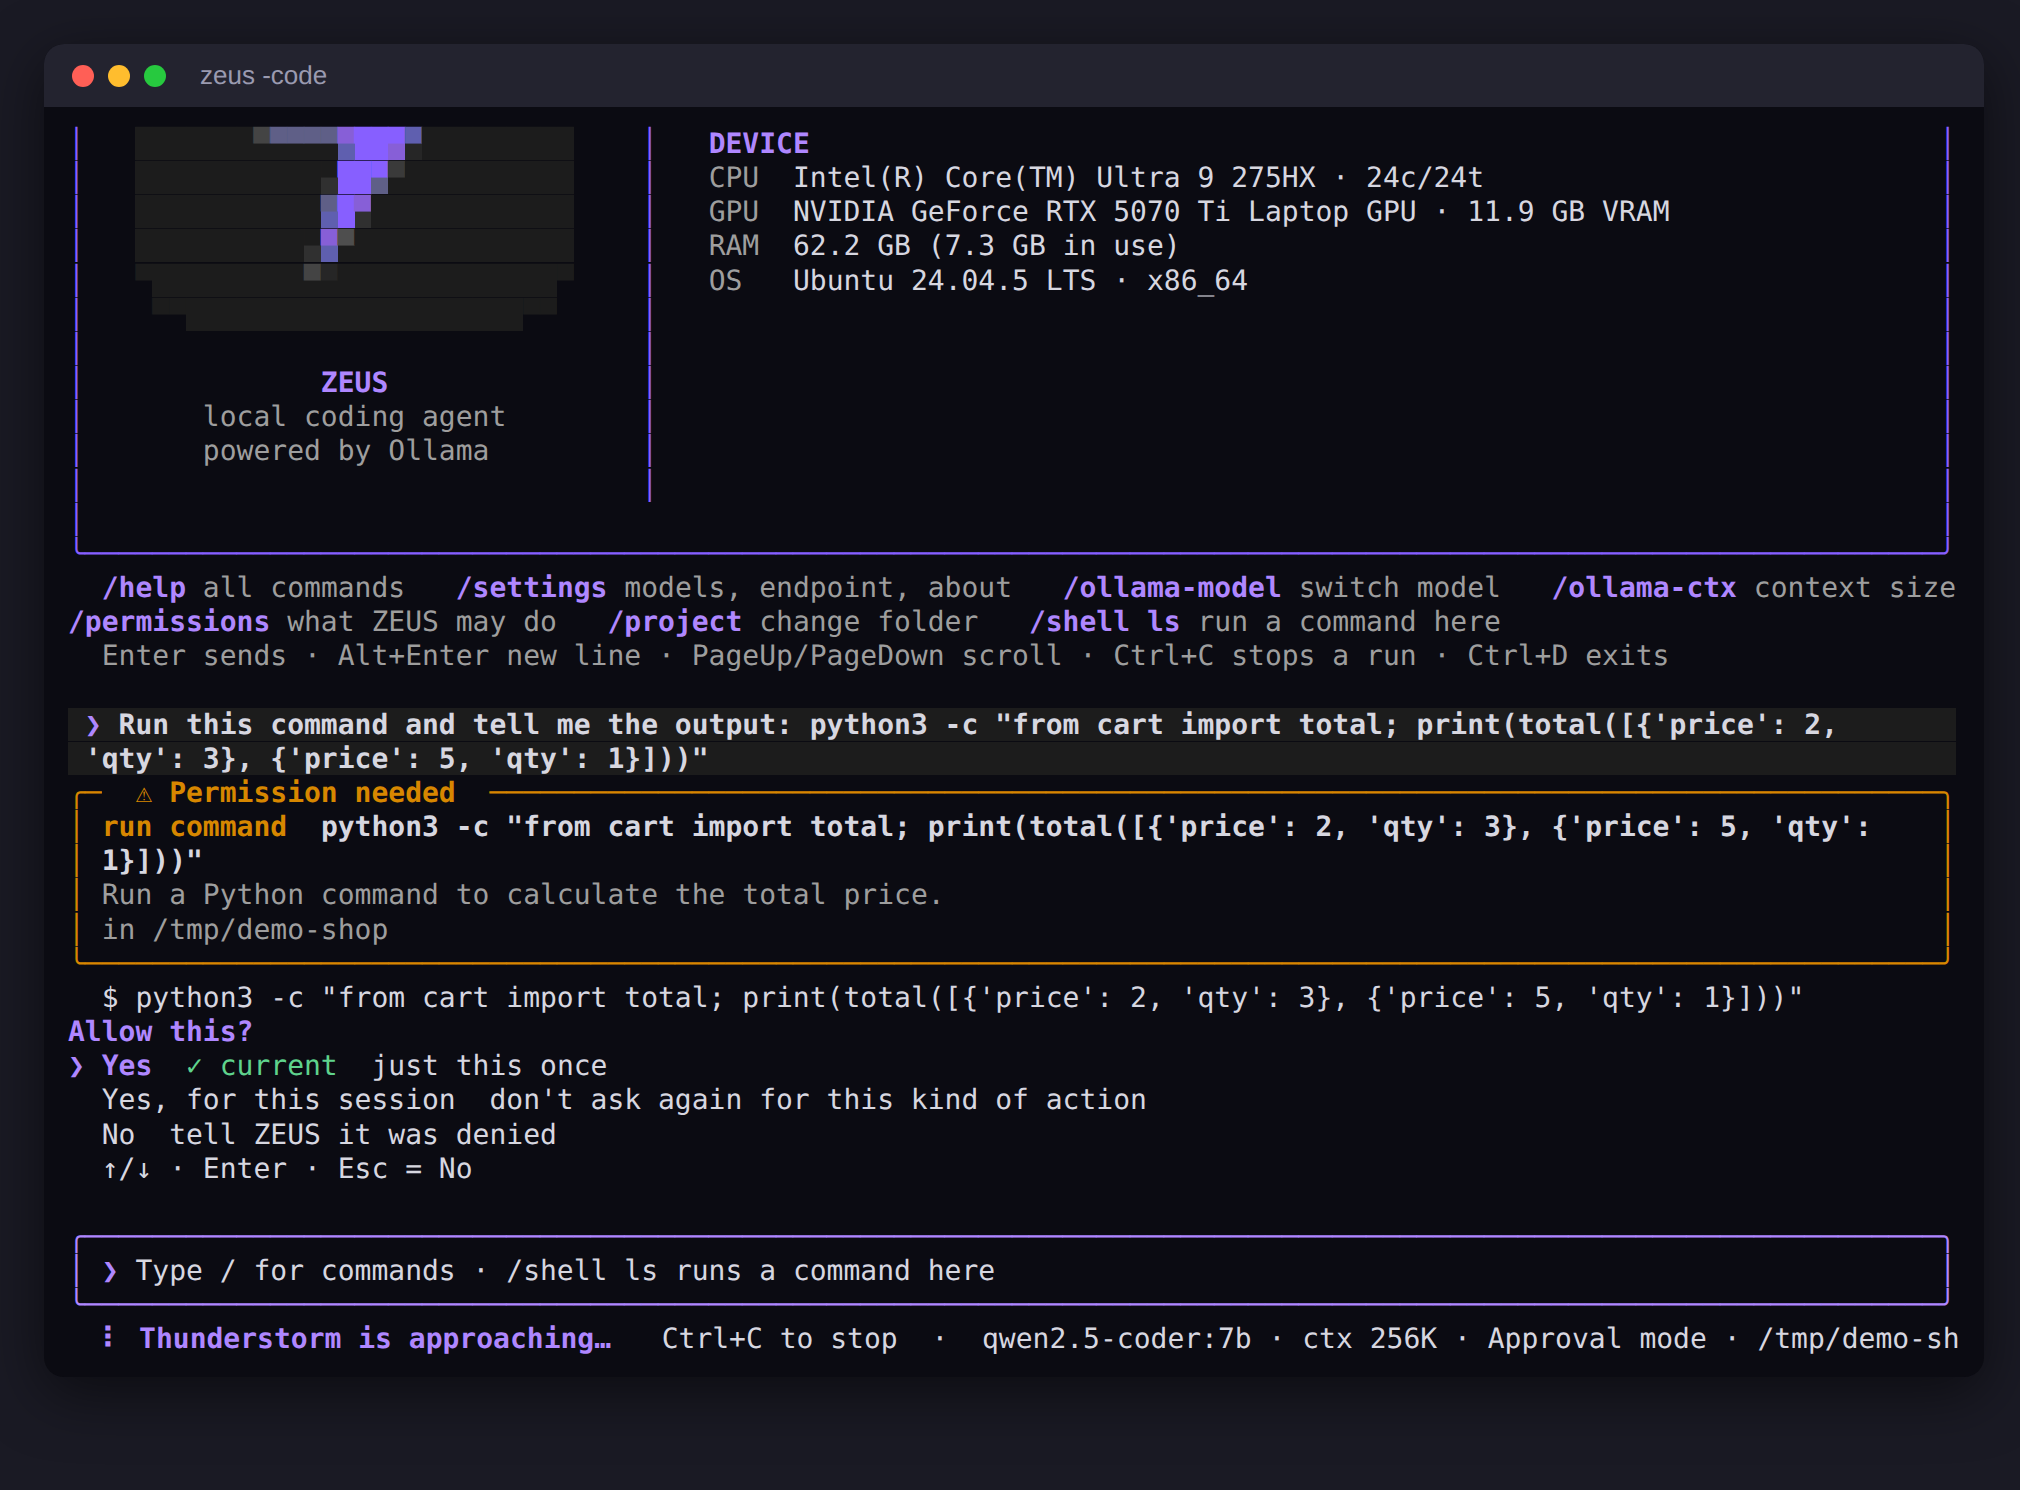 zeus -code
DEVICE
CPU  Intel(R) Core(TM) Ultra 9 275HX · 24c/24t
GPU  NVIDIA GeForce RTX 5070 Ti Laptop GPU · 11.9 GB VRAM
RAM  62.2 GB (7.3 GB in use)
OS   Ubuntu 24.04.5 LTS · x86_64
ZEUS
local coding agent
powered by Ollama
/help all commands   /settings models, endpoint, about   /ollama-model switch model   /ollama-ctx context size
/permissions what ZEUS may do   /project change folder   /shell ls run a command here
Enter sends · Alt+Enter new line · PageUp/PageDown scroll · Ctrl+C stops a run · Ctrl+D exits
❯ Run this command and tell me the output: python3 -c "from cart import total; print(total([{'price': 2,
'qty': 3}, {'price': 5, 'qty': 1}]))"
⚠ Permission needed
run command  python3 -c "from cart import total; print(total([{'price': 2, 'qty': 3}, {'price': 5, 'qty':
1}]))"
Run a Python command to calculate the total price.
in /tmp/demo-shop
$ python3 -c "from cart import total; print(total([{'price': 2, 'qty': 3}, {'price': 5, 'qty': 1}]))"
Allow this?
❯ Yes  ✓ current  just this once
Yes, for this session  don't ask again for this kind of action
No  tell ZEUS it was denied
↑/↓ · Enter · Esc = No
❯ Type / for commands · /shell ls runs a command here
⠇ Thunderstorm is approaching…   Ctrl+C to stop  ·  qwen2.5-coder:7b · ctx 256K · Approval mode · /tmp/demo-sh